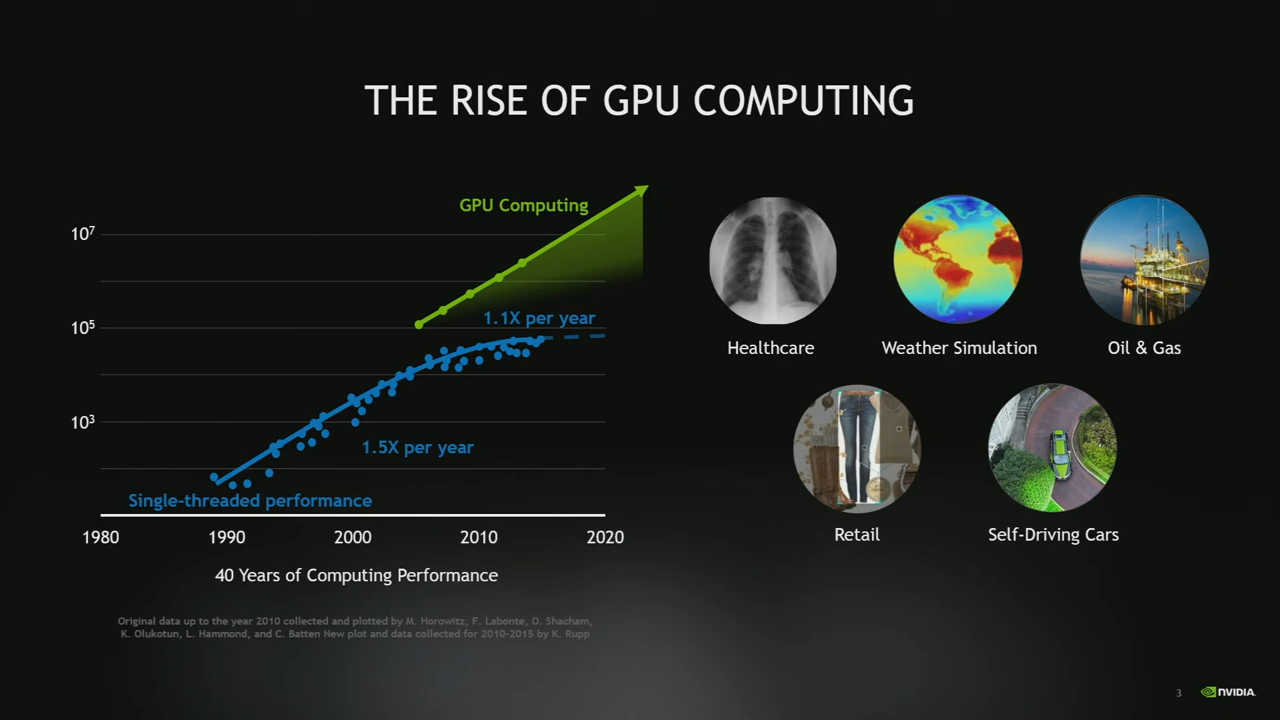 THE RISE OF GPU COMPUTING
GPU Computing
10⁷
10⁵
1.1X per year
10³
1.5X per year
Single-threaded performance
1980 1990 2000 2010 2020
40 Years of Computing Performance
Original data up to the year 2010 collected and plotted by M. Horowitz, F. Labonte, O. Shacham,
K. Olukotun, L. Hammond, and C. Batten New plot and data collected for 2010-2015 by K. Rupp
Healthcare
Weather Simulation
Oil & Gas
Retail
Self-Driving Cars
3
NVIDIA.